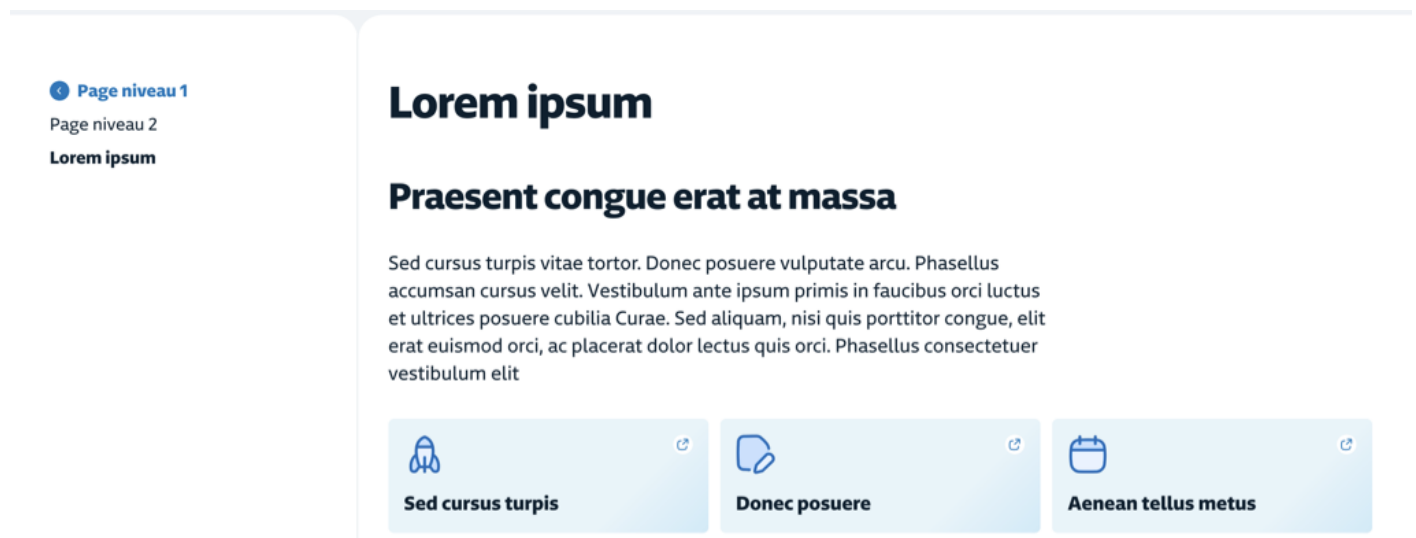 Page niveau 1
Page niveau 2
Lorem ipsum
Lorem ipsum
Praesent congue erat at massa
Sed cursus turpis vitae tortor. Donec posuere vulputate arcu. Phasellus
accumsan cursus velit. Vestibulum ante ipsum primis in faucibus orci luctus
et ultrices posuere cubilia Curae. Sed aliquam, nisi quis porttitor congue, elit
erat euismod orci, ac placerat dolor lectus quis orci. Phasellus consectetuer
vestibulum elit
Sed cursus turpis
Donec posuere
Aenean tellus metus